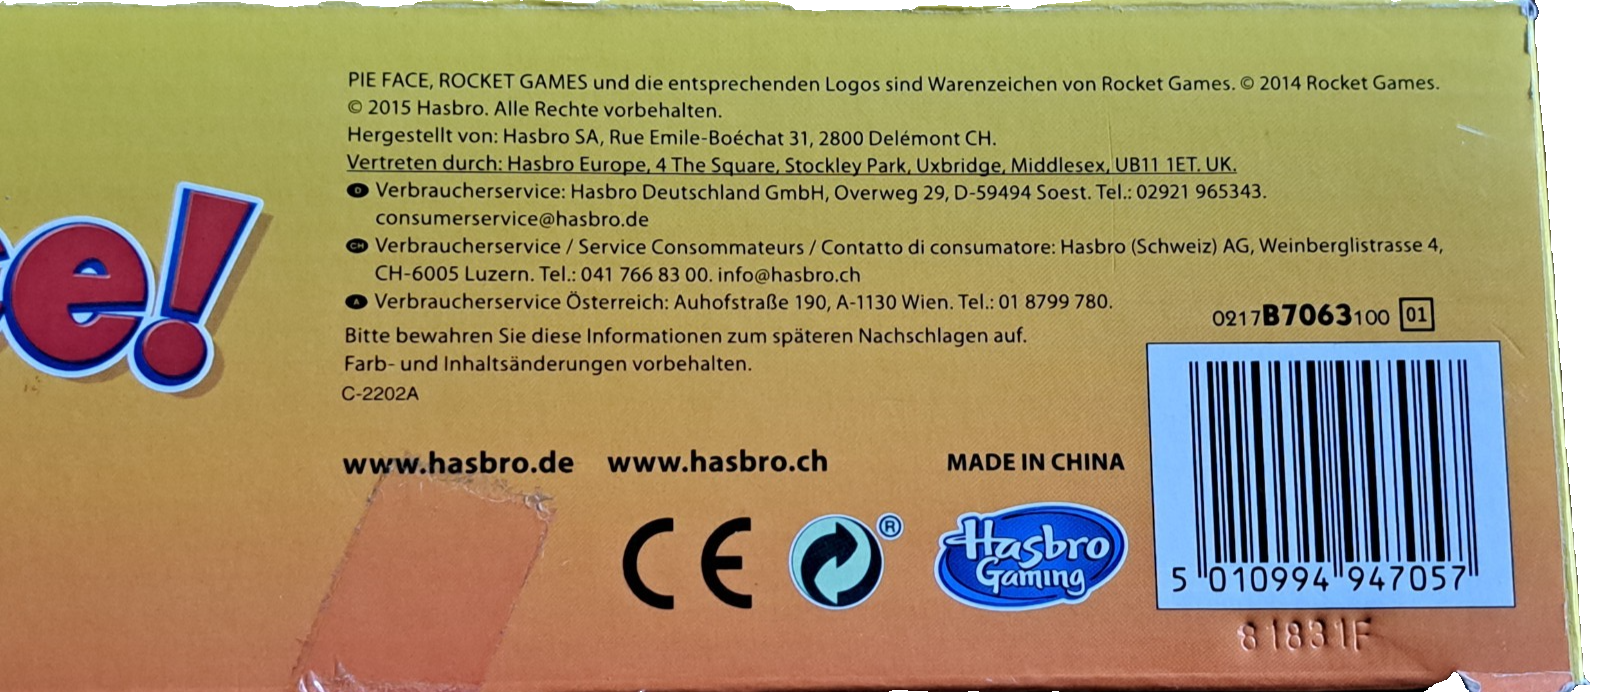 PIE FACE, ROCKET GAMES und die entsprechenden Logos sind Warenzeichen von Rocket Games. © 2014 Rocket Games.
© 2015 Hasbro. Alle Rechte vorbehalten.
Hergestellt von: Hasbro SA, Rue Emile-Boéchat 31, 2800 Delémont CH.
Vertreten durch: Hasbro Europe, 4 The Square, Stockley Park, Uxbridge, Middlesex, UB11 1ET. UK.
D Verbraucherservice: Hasbro Deutschland GmbH, Overweg 29, D-59494 Soest. Tel.: 02921 965343.
consumerservice@hasbro.de
CH Verbraucherservice / Service Consommateurs / Contatto di consumatore: Hasbro (Schweiz) AG, Weinberglistrasse 4,
CH-6005 Luzern. Tel.: 041 766 83 00. info@hasbro.ch
A Verbraucherservice Österreich: Auhofstraße 190, A-1130 Wien. Tel.: 01 8799 780.
Bitte bewahren Sie diese Informationen zum späteren Nachschlagen auf.
Farb- und Inhaltsänderungen vorbehalten.
C-2202A
e!
0217B7063100 01
www.hasbro.de www.hasbro.ch MADE IN CHINA
CE ® Hasbro
Gaming
5 010994 947057
81831F